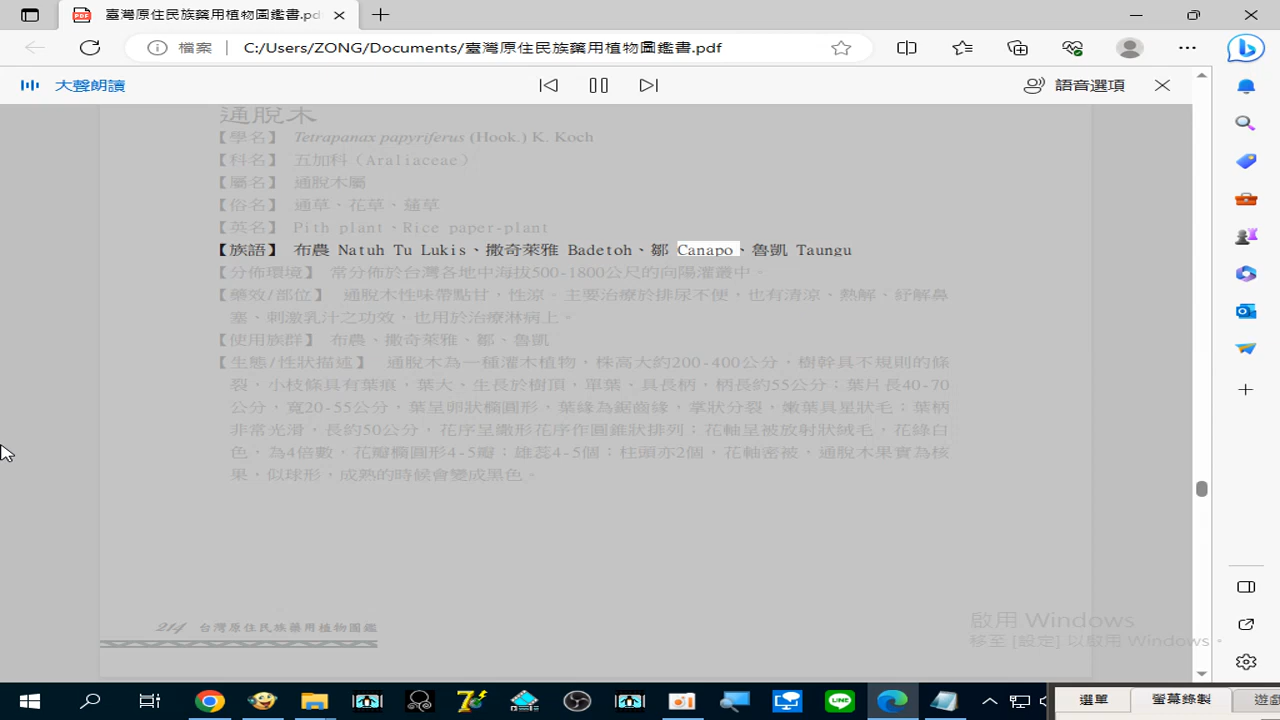 臺灣原住民族藥用植物圖鑑書.pd
檔案 C:/Users/ZONG/Documents/臺灣原住民族藥用植物圖鑑書.pdf
大聲朗讀
語音選項
通脫木
【學名】 Tetrapanax papyriferus (Hook.) K. Koch
【科名】 五加科（Araliaceae）
【屬名】 通脫木屬
【俗名】 通草、花草、蓪草
【英名】 Pith plant、Rice paper-plant
【族語】 布農 Natuh Tu Lukis、撒奇萊雅 Badetoh、鄒 Canapo、魯凱 Taungu
【分佈環境】 常分佈於台灣各地中海拔500-1800公尺的向陽灌叢中。
【藥效/部位】 通脫木性味帶點甘，性涼。主要治療於排尿不便，也有清涼、熱解、紓解鼻
塞，刺激乳汁之功效，也用於治療淋病上。
【使用族群】 布農、撒奇萊雅、鄒、魯凱
【生態/性狀描述】 通脫木為一種灌木植物，株高大約200-400公分，樹幹具不規則的條
裂，小枝條具有葉痕，葉大，生長於樹頂，單葉，具長柄，柄長約55公分；葉片長40-70
公分，寬20-55公分，葉呈卵狀橢圓形，葉緣為鋸齒緣，掌狀分裂，嫩葉具星狀毛；葉柄
非常光滑，長約50公分，花序呈繖形花序作圓錐狀排列；花軸呈被放射狀絨毛，花綠白
色，為4倍數，花瓣橢圓形4-5瓣；雄蕊4-5個；柱頭亦2個，花軸密被，通脫木果實為核
果，似球形，成熟的時候會變成黑色。
214 台灣原住民族藥用植物圖鑑
啟用 Windows
移至 [設定] 以啟用 Windows。
LINE
選單
螢幕錄製
遊戲